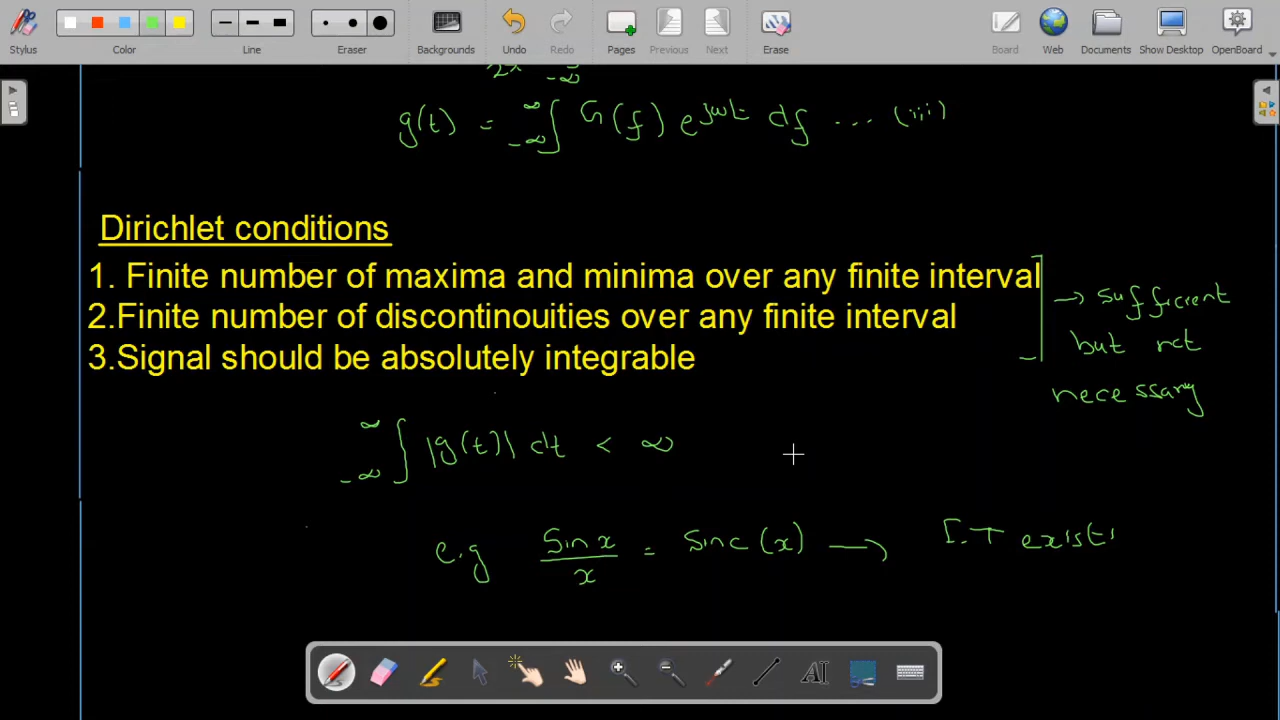 Stylus Color Line Eraser Backgrounds Undo Redo Pages Previous Next Erase Board Web Documents Show Desktop OpenBoard
-∞
g(t) = -∞∫∞ G(f) e^jωt df ... (iii)
Dirichlet conditions
1. Finite number of maxima and minima over any finite interval
2.Finite number of discontinouities over any finite interval
3.Signal should be absolutely integrable
→ sufficient
but not
necessary
-∞∫∞ |g(t)| dt < ∞
e.g sin x / x = sinc (x) → F.T exists
AI